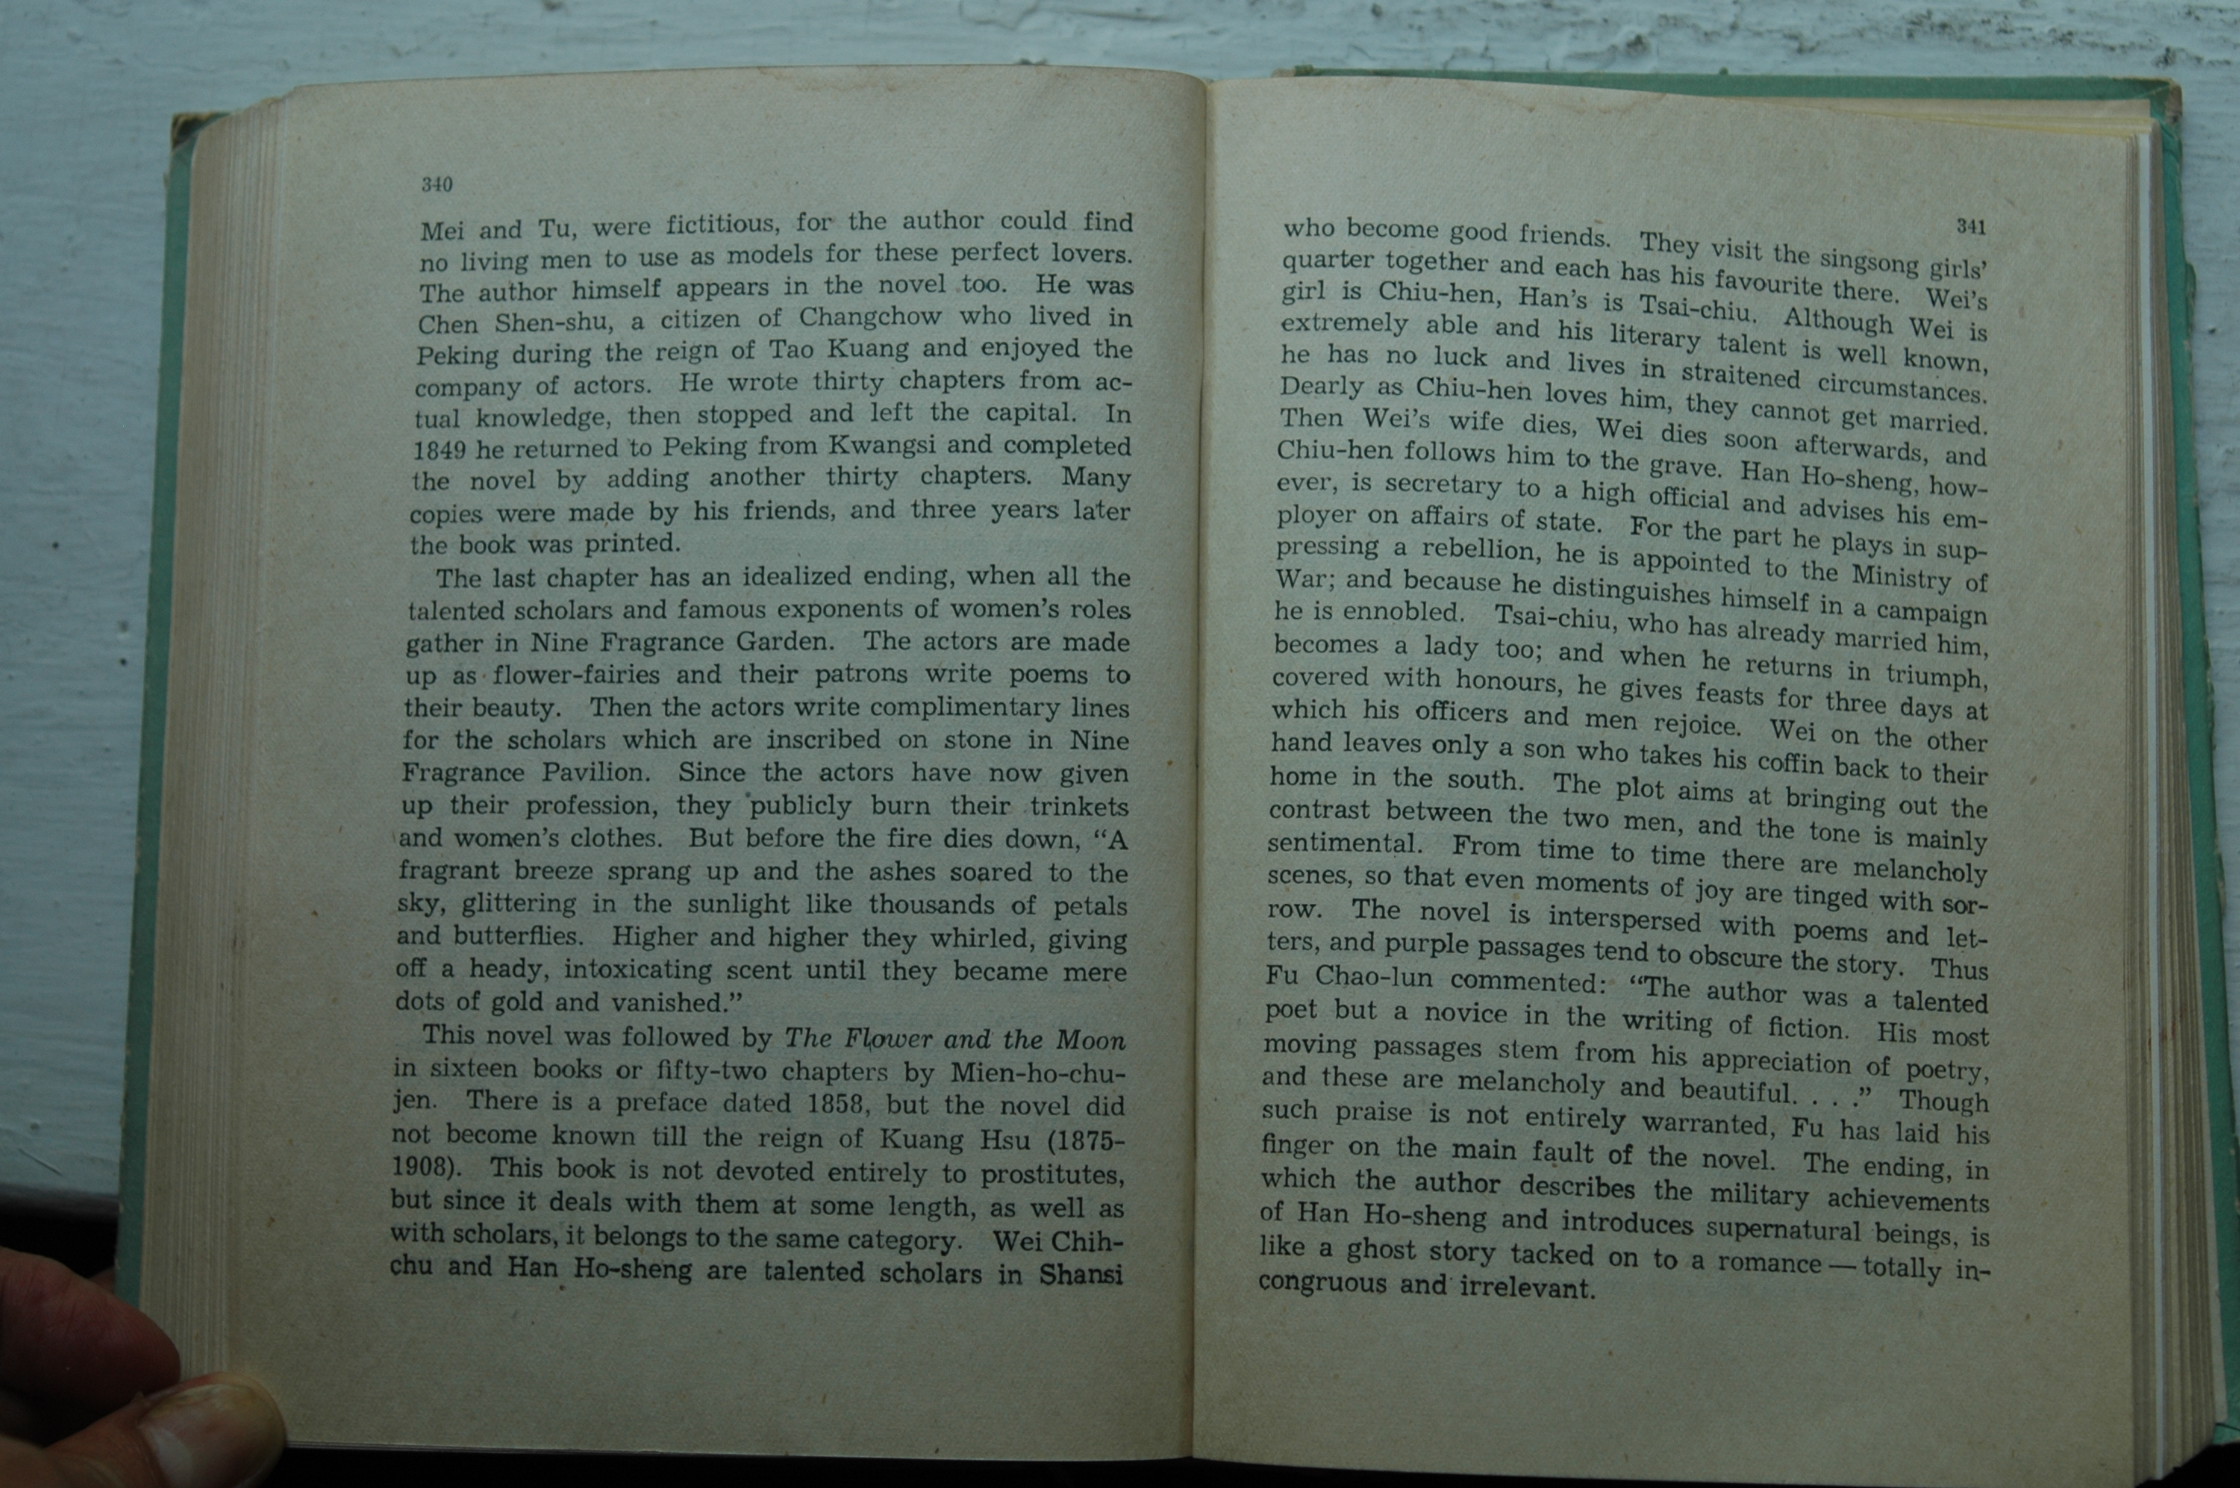 340
Mei and Tu, were fictitious, for the author could find
no living men to use as models for these perfect lovers.
The author himself appears in the novel too. He was
Chen Shen-shu, a citizen of Changchow who lived in
Peking during the reign of Tao Kuang and enjoyed the
company of actors. He wrote thirty chapters from ac-
tual knowledge, then stopped and left the capital. In
1849 he returned to Peking from Kwangsi and completed
the novel by adding another thirty chapters. Many
copies were made by his friends, and three years later
the book was printed.
The last chapter has an idealized ending, when all the
talented scholars and famous exponents of women's roles
gather in Nine Fragrance Garden. The actors are made
up as flower-fairies and their patrons write poems to
their beauty. Then the actors write complimentary lines
for the scholars which are inscribed on stone in Nine
Fragrance Pavilion. Since the actors have now given
up their profession, they publicly burn their trinkets
and women's clothes. But before the fire dies down, "A
fragrant breeze sprang up and the ashes soared to the
sky, glittering in the sunlight like thousands of petals
and butterflies. Higher and higher they whirled, giving
off a heady, intoxicating scent until they became mere
dots of gold and vanished."
This novel was followed by The Flower and the Moon
in sixteen books or fifty-two chapters by Mien-ho-chu-
jen. There is a preface dated 1858, but the novel did
not become known till the reign of Kuang Hsu (1875-
1908). This book is not devoted entirely to prostitutes,
but since it deals with them at some length, as well as
with scholars, it belongs to the same category. Wei Chih-
chu and Han Ho-sheng are talented scholars in Shansi
341
who become good friends. They visit the singsong girls'
quarter together and each has his favourite there. Wei's
girl is Chiu-hen, Han's is Tsai-chiu. Although Wei is
extremely able and his literary talent is well known,
he has no luck and lives in straitened circumstances.
Dearly as Chiu-hen loves him, they cannot get married.
Then Wei's wife dies, Wei dies soon afterwards, and
Chiu-hen follows him to the grave. Han Ho-sheng, how-
ever, is secretary to a high official and advises his em-
ployer on affairs of state. For the part he plays in sup-
pressing a rebellion, he is appointed to the Ministry of
War; and because he distinguishes himself in a campaign
he is ennobled. Tsai-chiu, who has already married him,
becomes a lady too; and when he returns in triumph,
covered with honours, he gives feasts for three days at
which his officers and men rejoice. Wei on the other
hand leaves only a son who takes his coffin back to their
home in the south. The plot aims at bringing out the
contrast between the two men, and the tone is mainly
sentimental. From time to time there are melancholy
scenes, so that even moments of joy are tinged with sor-
row. The novel is interspersed with poems and let-
ters, and purple passages tend to obscure the story. Thus
Fu Chao-lun commented: "The author was a talented
poet but a novice in the writing of fiction. His most
moving passages stem from his appreciation of poetry,
and these are melancholy and beautiful. . . ." Though
such praise is not entirely warranted, Fu has laid his
finger on the main fault of the novel. The ending, in
which the author describes the military achievements
of Han Ho-sheng and introduces supernatural beings, is
like a ghost story tacked on to a romance — totally in-
congruous and irrelevant.